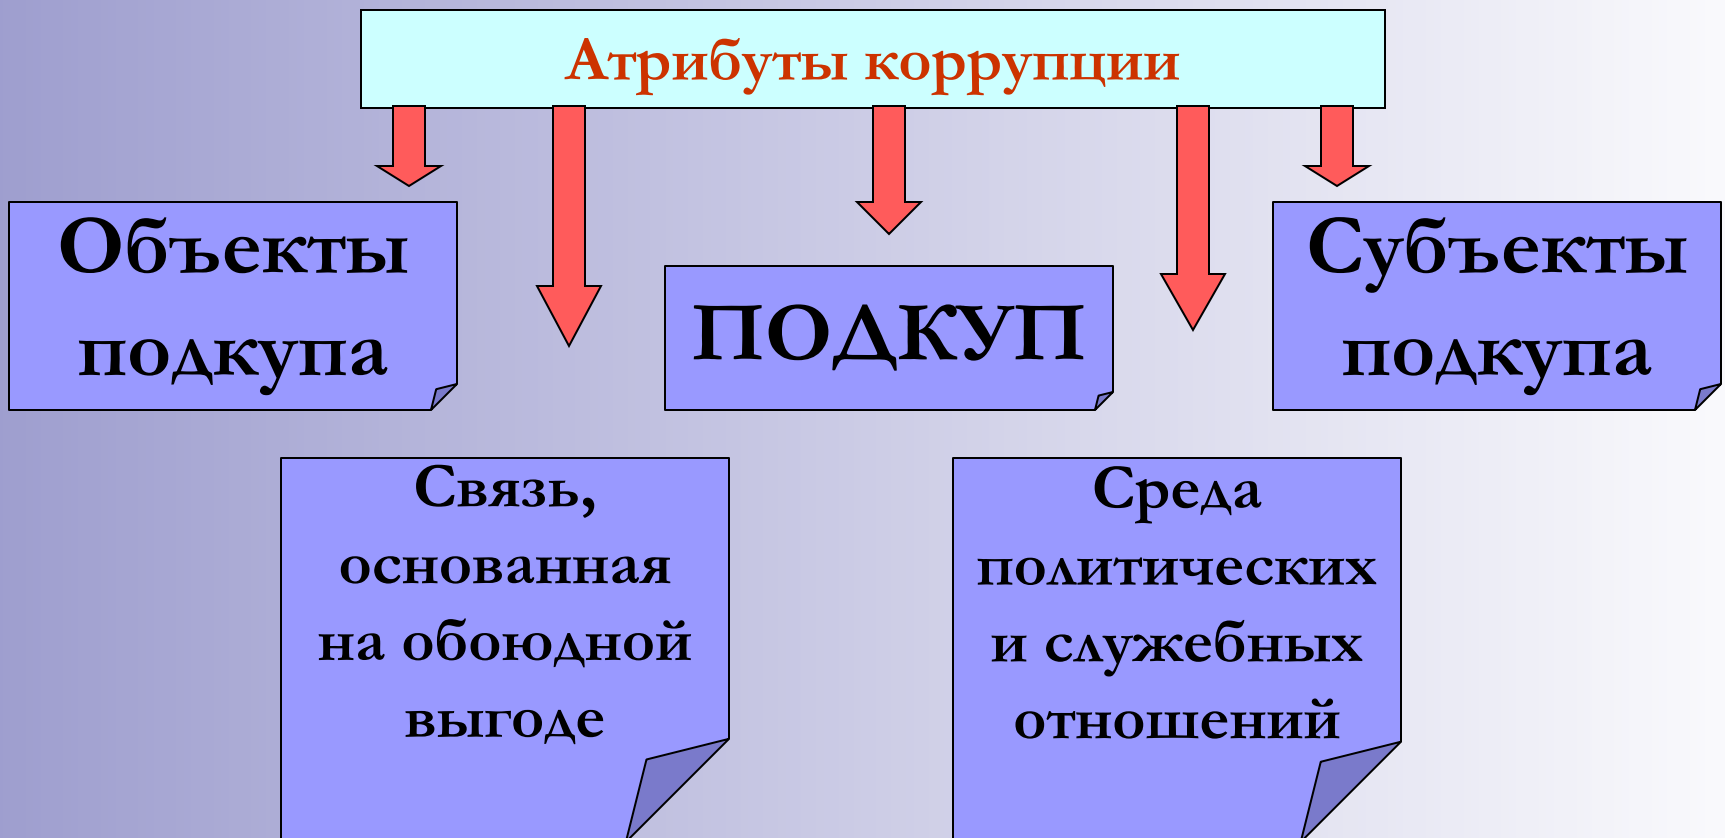 Атрибуты коррупции
Объекты
подкупа
ПОДКУП
Субъекты
подкупа
Связь,
основанная
на обоюдной
выгоде
Среда
политических
и служебных
отношений